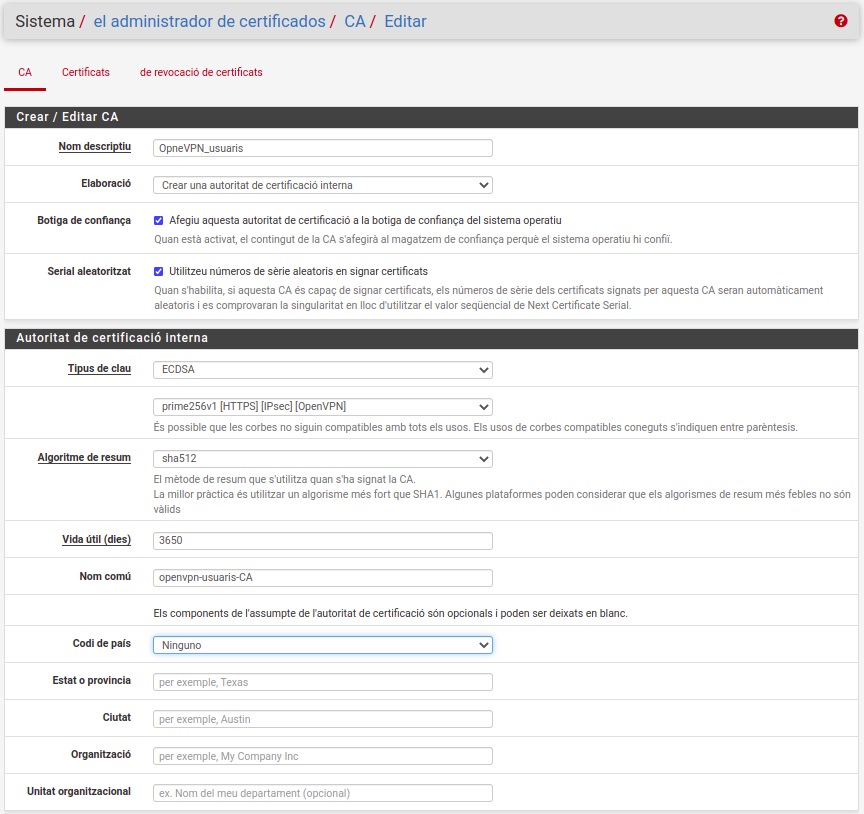 Sistema / el administrador de certificados / CA / Editar
CA Certificats de revocació de certificats
Crear / Editar CA
Nom descriptiu OpneVPN_usuaris
Elaboració Crear una autoritat de certificació interna
Botiga de confiança Afegiu aquesta autoritat de certificació a la botiga de confiança del sistema operatiu
Quan està activat, el contingut de la CA s'afegirà al magatzem de confiança perquè el sistema operatiu hi confiï.
Serial aleatoritzat Utilitzeu números de sèrie aleatoris en signar certificats
Quan s'habilita, si aquesta CA és capaç de signar certificats, els números de sèrie dels certificats signats per aquesta CA seran automàticament
aleatoris i es comprovaran la singularitat en lloc d'utilitzar el valor seqüencial de Next Certificate Serial.
Autoritat de certificació interna
Tipus de clau ECDSA
prime256v1 [HTTPS] [IPsec] [OpenVPN]
És possible que les corbes no siguin compatibles amb tots els usos. Els usos de corbes compatibles coneguts s'indiquen entre parèntesis.
Algoritme de resum sha512
El mètode de resum que s'utilitza quan s'ha signat la CA.
La millor pràctica és utilitzar un algorisme més fort que SHA1. Algunes plataformes poden considerar que els algorismes de resum més febles no són
vàlids
Vida útil (dies) 3650
Nom comú openvpn-usuaris-CA
Els components de l'assumpte de l'autoritat de certificació són opcionals i poden ser deixats en blanc.
Codi de país Ninguno
Estat o provincia per exemple, Texas
Ciutat per exemple, Austin
Organització per exemple, My Company Inc
Unitat organitzacional ex. Nom del meu departament (opcional)